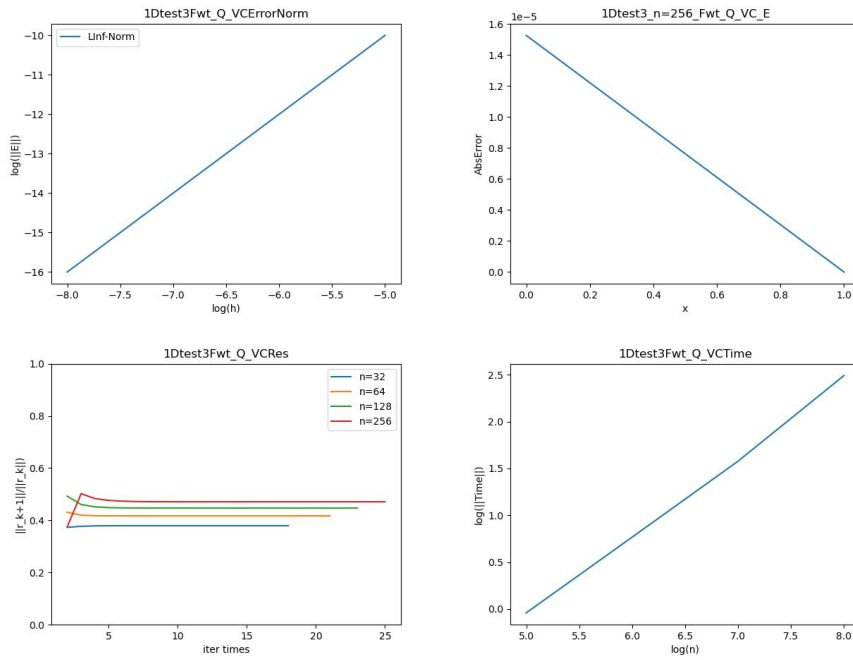 1Dtest3Fwt_Q_VCErrorNorm
LInf-Norm
log(||E||)
−10
−11
−12
−13
−14
−15
−16
−8.0 −7.5 −7.0 −6.5 −6.0 −5.5 −5.0
log(h)
1Dtest3_n=256_Fwt_Q_VC_E
1e−5
AbsError
1.6
1.4
1.2
1.0
0.8
0.6
0.4
0.2
0.0
0.0 0.2 0.4 0.6 0.8 1.0
x
1Dtest3Fwt_Q_VCRes
n=32
n=64
n=128
n=256
||r_k+1||/||r_k||
1.0
0.8
0.6
0.4
0.2
0.0
5 10 15 20 25
iter times
1Dtest3Fwt_Q_VCTime
log(||Time||)
2.5
2.0
1.5
1.0
0.5
0.0
5.0 5.5 6.0 6.5 7.0 7.5 8.0
log(n)